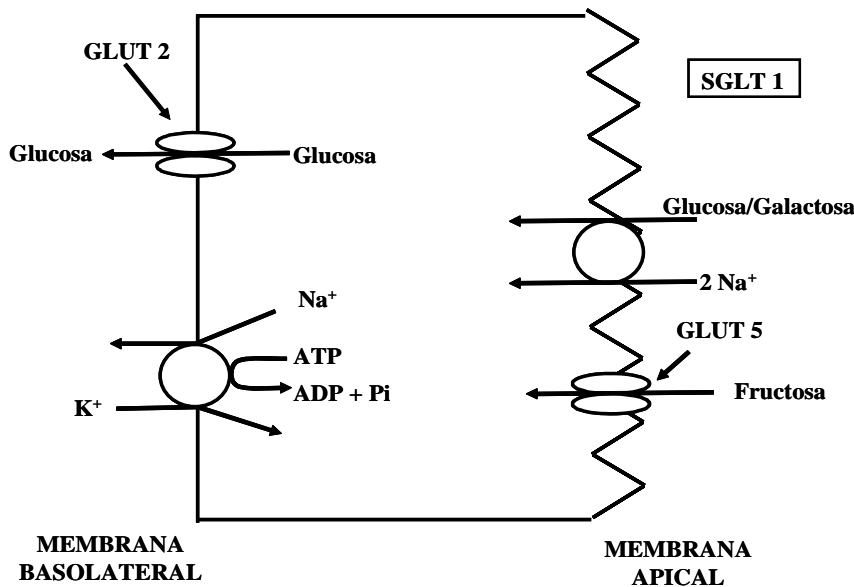 GLUT 2
SGLT 1
Glucosa
Glucosa
Glucosa/Galactosa
2 Na⁺
Na⁺
GLUT 5
ATP
ADP + Pi
K⁺
Fructosa
MEMBRANA
BASOLATERAL
MEMBRANA
APICAL